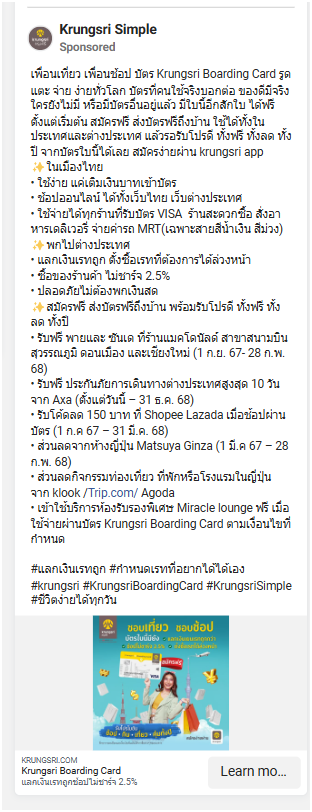 Krungsri Simple
Sponsored
เพื่อนเที่ยว เพื่อนช้อป บัตร Krungsri Boarding Card รูด
แตะ จ่าย ง่ายทั่วโลก บัตรที่คนใช้จริงบอกต่อ ของดีมีจริง
ใครยังไม่มี หรือมีบัตรอื่นอยู่แล้ว มีใบนี้อีกสักใบ ได้ฟรี
ตั้งแต่เริ่มต้น สมัครฟรี ส่งบัตรฟรีถึงบ้าน ใช้ได้ทั้งใน
ประเทศและต่างประเทศ แล้วรอรับโปรดี ทั้งฟรี ทั้งลด ทั้ง
ปี จากบัตรใบนี้ได้เลย สมัครง่ายผ่าน krungsri app
✨ในเมืองไทย
• ใช้ง่าย แค่เติมเงินบาทเข้าบัตร
• ช้อปออนไลน์ ได้ทั้งเว็บไทย เว็บต่างประเทศ
• ใช้จ่ายได้ทุกร้านที่รับบัตร VISA ร้านสะดวกซื้อ สั่งอา
หารเดลิเวอรี่ จ่ายค่ารถ MRT(เฉพาะสายสีน้ำเงิน สีม่วง)
✨พกไปต่างประเทศ
• แลกเงินเรทถูก ตั้งซื้อเรทที่ต้องการได้ล่วงหน้า
• ซื้อของร้านค้า ไม่ชาร์จ 2.5%
• ปลอดภัยไม่ต้องพกเงินสด
✨สมัครฟรี ส่งบัตรฟรีถึงบ้าน พร้อมรับโปรดี ทั้งฟรี ทั้ง
ลด ทั้งปี
• รับฟรี พายและ ซันเด ที่ร้านแมคโดนัลด์ สาขาสนามบิน
สุวรรณภูมิ ดอนเมือง และเชียงใหม่ (1 ก.ย. 67- 28 ก.พ.
68)
• รับฟรี ประกันภัยการเดินทางต่างประเทศสูงสุด 10 วัน
จาก Axa (ตั้งแต่วันนี้ – 31 ธ.ค. 68)
• รับโค้ดลด 150 บาท ที่ Shopee Lazada เมื่อช้อปผ่าน
บัตร (1 ก.ค 67 – 31 มี.ค. 68)
• ส่วนลดจากห้างญี่ปุ่น Matsuya Ginza (1 มี.ค 67 – 28
ก.พ. 68)
• ส่วนลดกิจกรรมท่องเที่ยว ที่พักหรือโรงแรมในญี่ปุ่น
จาก klook /Trip.com/ Agoda
• เข้าใช้บริการห้องรับรองพิเศษ Miracle lounge ฟรี เมื่อ
ใช้จ่ายผ่านบัตร Krungsri Boarding Card ตามเงื่อนไขที่
กำหนด
#แลกเงินเรทถูก #กำหนดเรทที่อยากได้ได้เอง
#krungsri #KrungsriBoardingCard #KrungsriSimple
#ชีวิตง่ายได้ทุกวัน
ชอบเที่ยว ชอบช้อป
บัตรใบนี้มียัง
สมัครฟรี
VISA
ช้อป • กิน • เที่ยว • คุ้มทั้งปี
KRUNGSRI.COM
Krungsri Boarding Card
แลกเงินเรทถูกช้อปไม่ชาร์จ 2.5%
Learn mo...